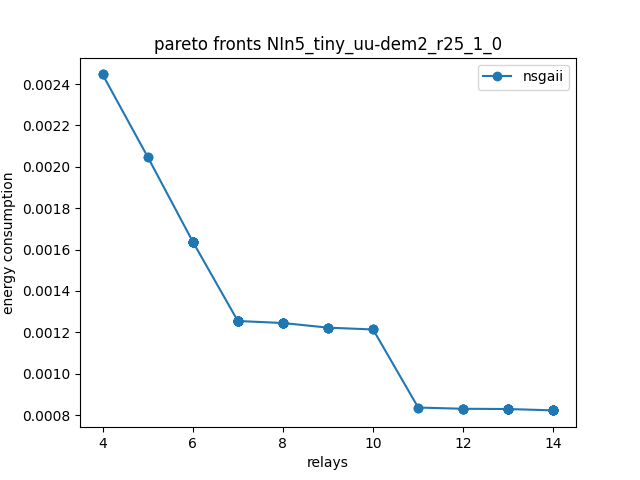 pareto fronts NIn5_tiny_uu-dem2_r25_1_0
nsgaii
0.0024
0.0022
0.0020
0.0018
0.0016
0.0014
0.0012
0.0010
0.0008
energy consumption
4 6 8 10 12 14
relays